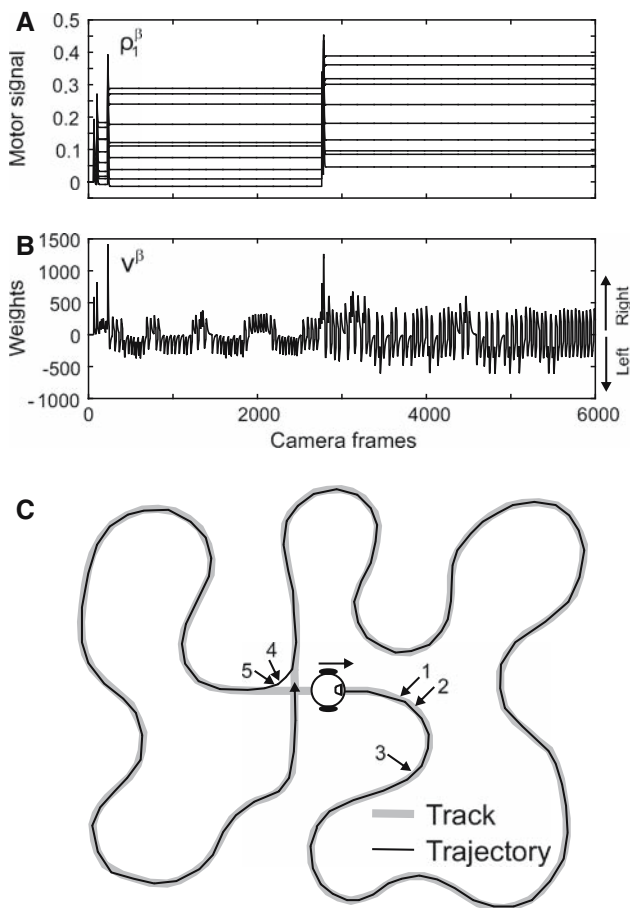 A
ρ₁ᵝ
Motor signal
0.5
0.4
0.3
0.2
0.1
0
B
vᵝ
Weights
1500
1000
500
0
-500
-1000
Right
Left
0
2000
4000
6000
Camera frames
C
4
5
1
2
3
Track
Trajectory